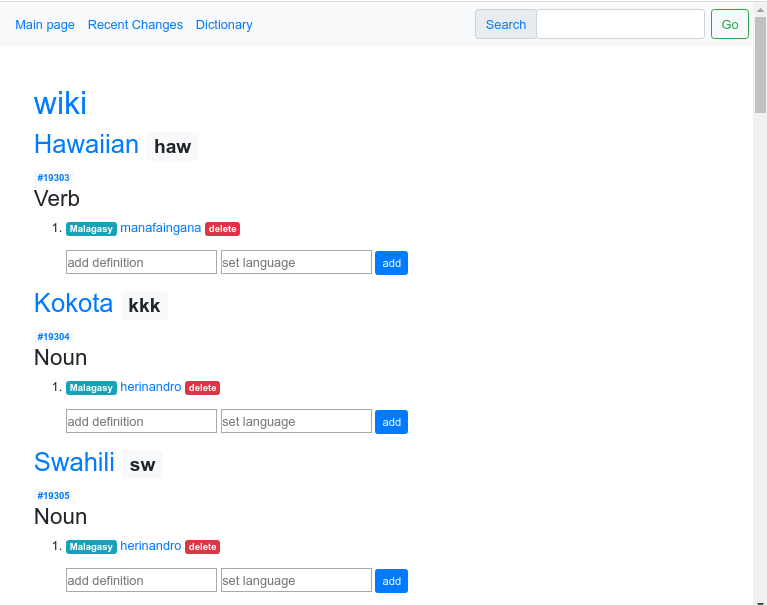 Main page Recent Changes Dictionary Search Go
wiki
Hawaiian haw
#19303
Verb
1. Malagasy manafaingana delete
add definition set language add
Kokota kkk
#19304
Noun
1. Malagasy herinandro delete
add definition set language add
Swahili sw
#19305
Noun
1. Malagasy herinandro delete
add definition set language add